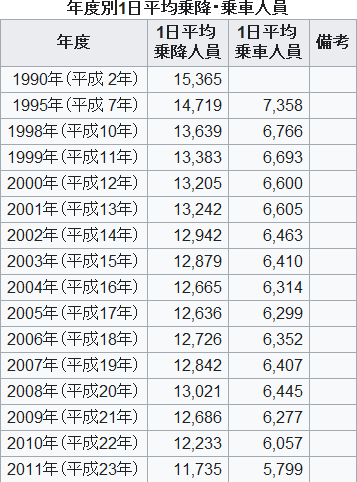 年度別1日平均乗降・乗車人員
年度 1日平均乗降人員 1日平均乗車人員 備考
1990年(平成 2年) 15,365
1995年(平成 7年) 14,719 7,358
1998年(平成10年) 13,639 6,766
1999年(平成11年) 13,383 6,693
2000年(平成12年) 13,205 6,600
2001年(平成13年) 13,242 6,605
2002年(平成14年) 12,942 6,463
2003年(平成15年) 12,879 6,410
2004年(平成16年) 12,665 6,314
2005年(平成17年) 12,636 6,299
2006年(平成18年) 12,726 6,352
2007年(平成19年) 12,842 6,407
2008年(平成20年) 13,021 6,445
2009年(平成21年) 12,686 6,277
2010年(平成22年) 12,233 6,057
2011年(平成23年) 11,735 5,799